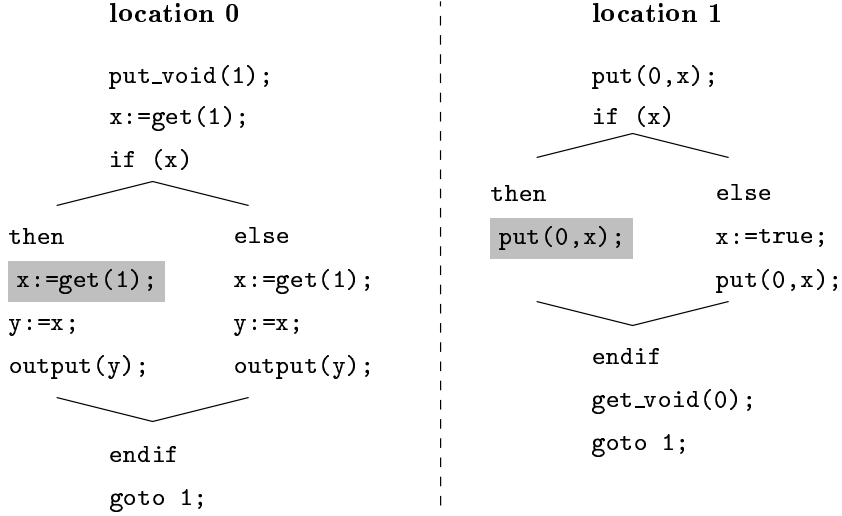 location 0
put_void(1);
x:=get(1);
if (x)
then
x:=get(1);
y:=x;
output(y);
else
x:=get(1);
y:=x;
output(y);
endif
goto 1;
location 1
put(0,x);
if (x)
then
put(0,x);
else
x:=true;
put(0,x);
endif
get_void(0);
goto 1;